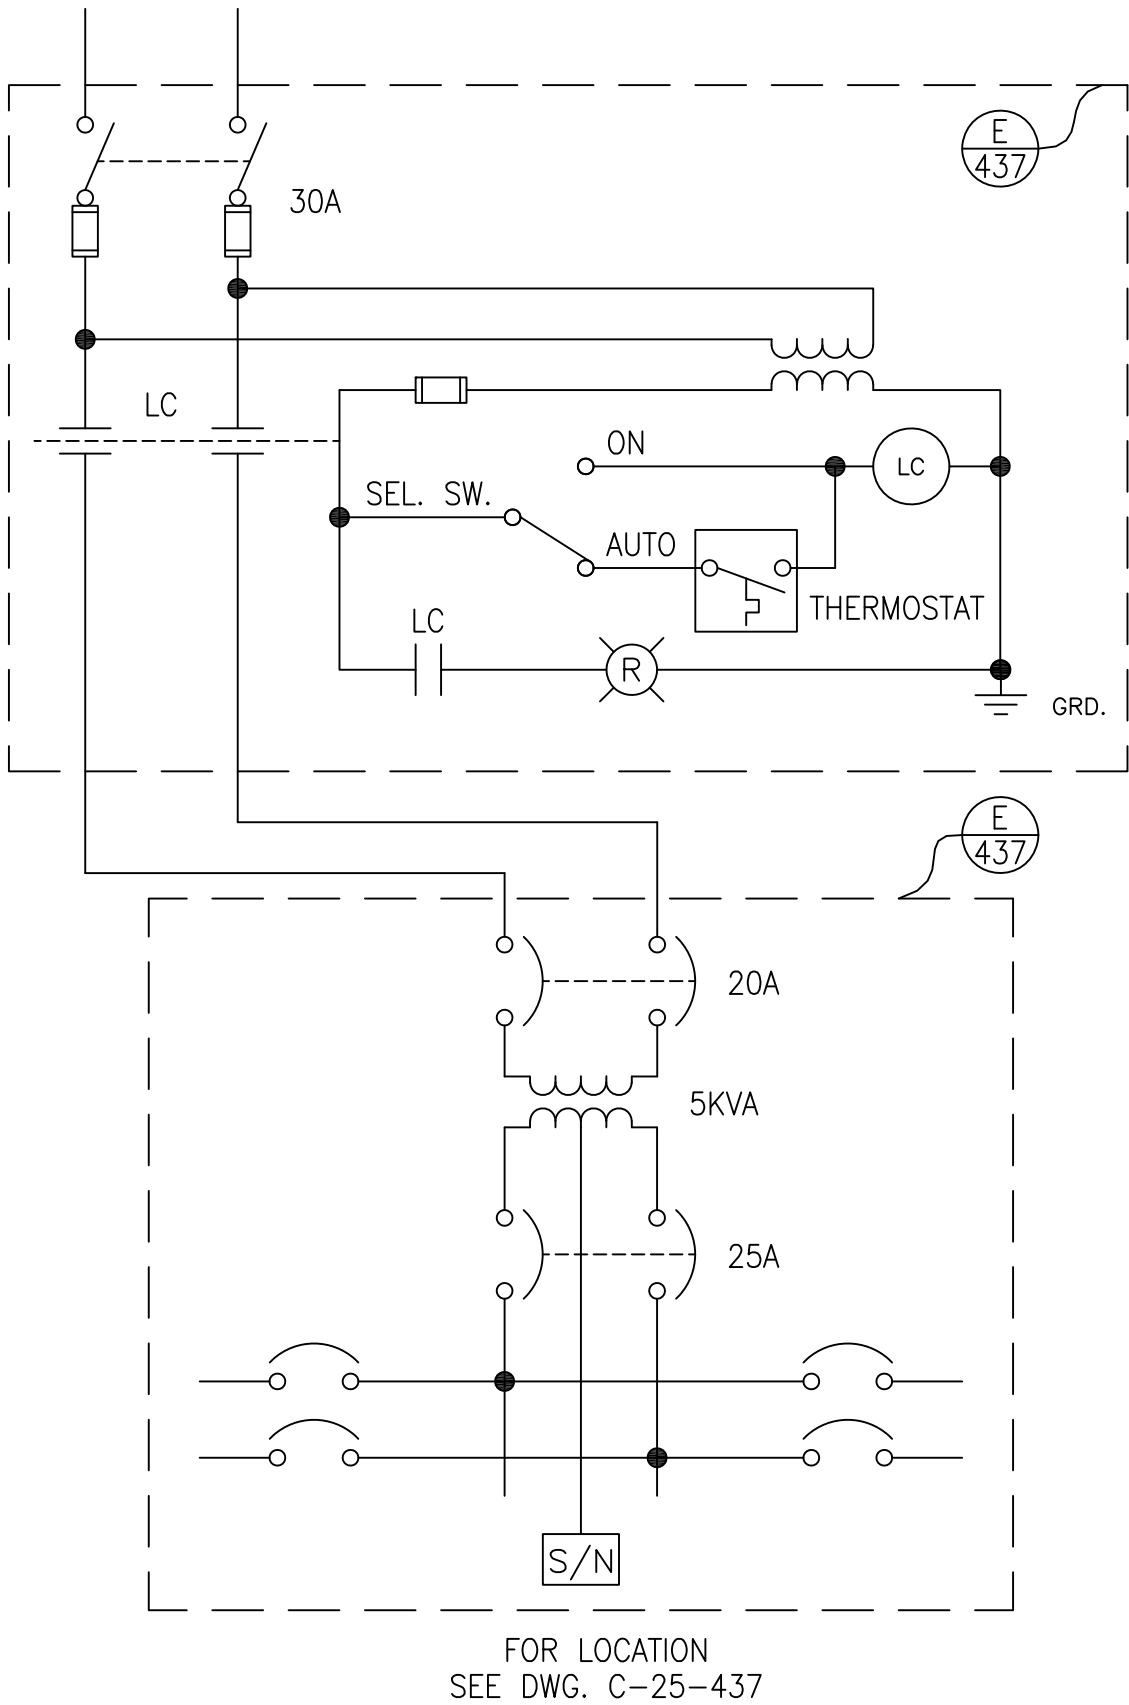 E
437
30A
LC
ON
LC
SEL. SW.
AUTO
THERMOSTAT
LC
R
GRD.
E
437
20A
5KVA
25A
S/N
FOR LOCATION
SEE DWG. C-25-437